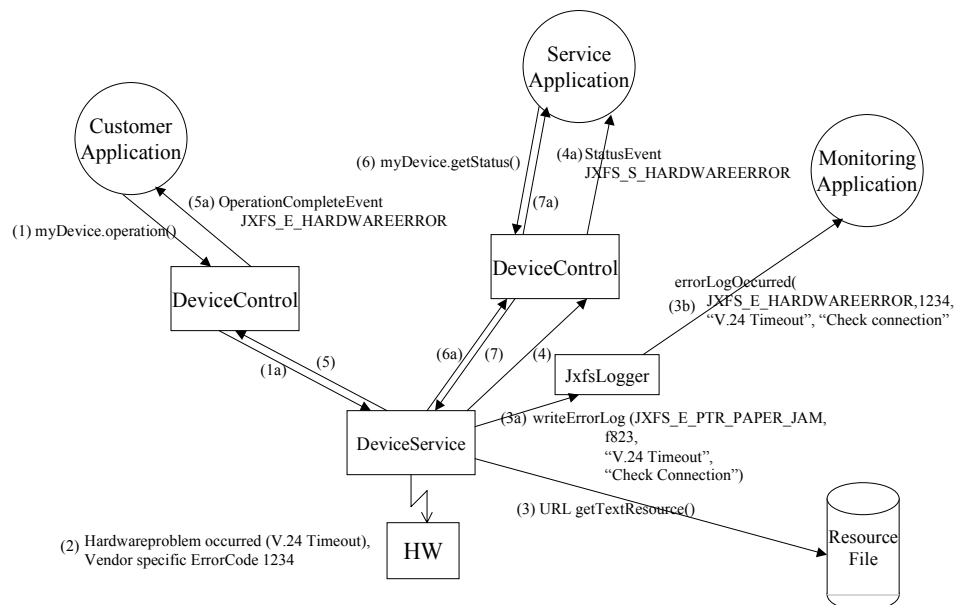 Service
Application
Customer
Application
Monitoring
Application
(6) myDevice.getStatus()
(4a) StatusEvent
JXFS_S_HARDWAREERROR
(5a) OperationCompleteEvent
JXFS_E_HARDWAREERROR
(7a)
(1) myDevice.operation()
DeviceControl
DeviceControl
errorLogOccurred(
JXFS_E_HARDWAREERROR,1234,
“V.24 Timeout”, “Check connection”
(3b)
(5)
(1a)
(6a)
(7)
(4)
JxfsLogger
DeviceService
(3a) writeErrorLog (JXFS_E_PTR_PAPER_JAM,
f823,
“V.24 Timeout”,
“Check Connection”)
(3) URL getTextResource()
(2) Hardwareproblem occurred (V.24 Timeout),
Vendor specific ErrorCode 1234
HW
Resource
File